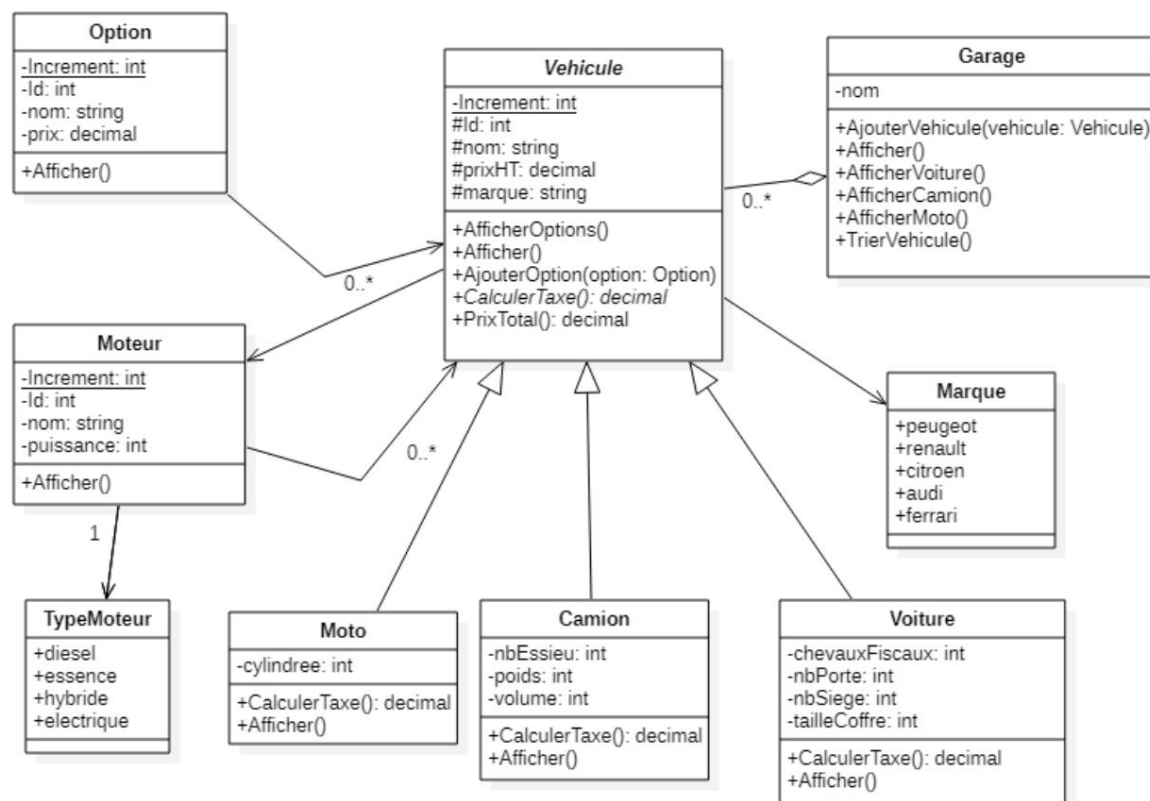 Option
-Increment: int
-Id: int
-nom: string
-prix: decimal
+Afficher()
Vehicule
-Increment: int
#Id: int
#nom: string
#prixHT: decimal
#marque: string
+AfficherOptions()
+Afficher()
+AjouterOption(option: Option)
+CalculerTaxe(): decimal
+PrixTotal(): decimal
Garage
-nom
+AjouterVehicule(vehicule: Vehicule)
+Afficher()
+AfficherVoiture()
+AfficherCamion()
+AfficherMoto()
+TrierVehicule()
0..*
0..*
Moteur
-Increment: int
-Id: int
-nom: string
-puissance: int
+Afficher()
0..*
1
Marque
+peugeot
+renault
+citroen
+audi
+ferrari
TypeMoteur
+diesel
+essence
+hybride
+electrique
Moto
-cylindree: int
+CalculerTaxe(): decimal
+Afficher()
Camion
-nbEssieu: int
-poids: int
-volume: int
+CalculerTaxe(): decimal
+Afficher()
Voiture
-chevauxFiscaux: int
-nbPorte: int
-nbSiege: int
-tailleCoffre: int
+CalculerTaxe(): decimal
+Afficher()